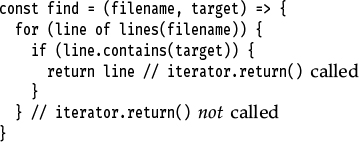 const find = (filename, target) => {
  for (line of lines(filename)) {
    if (line.contains(target)) {
      return line // iterator.return() called
    }
  } // iterator.return() not called
}